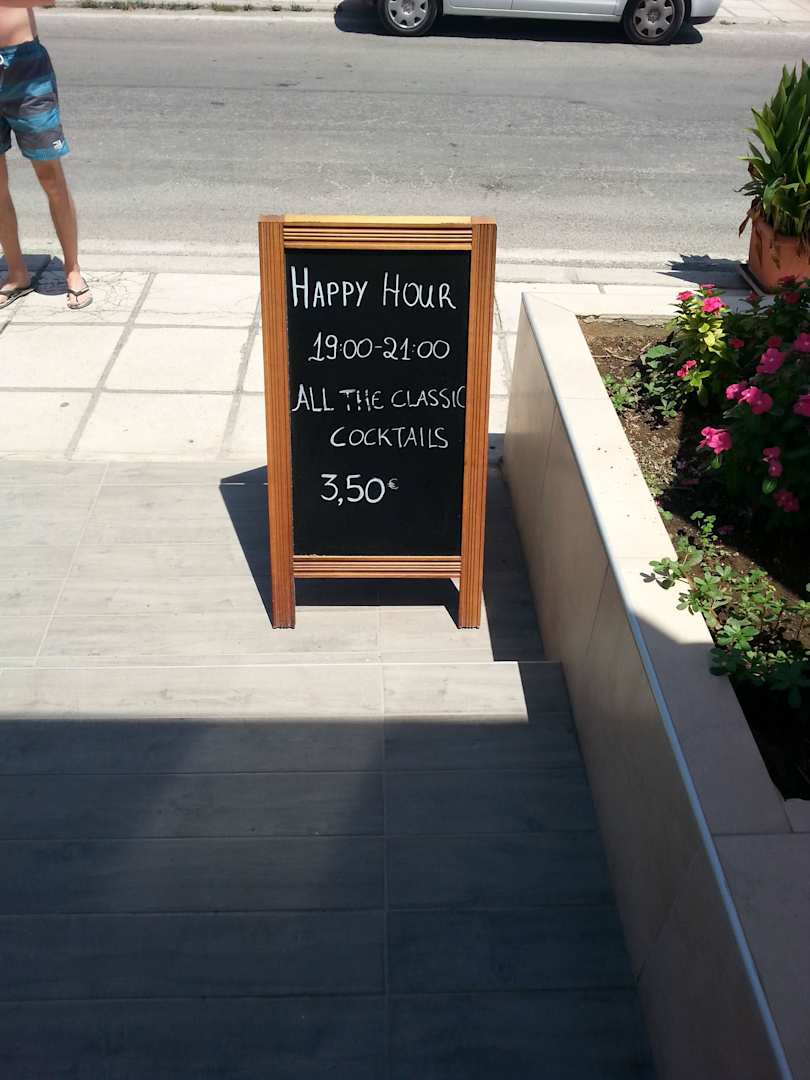 HAPPY HOUR
19:00-21:00
ALL THE CLASSIC
COCKTAILS
3,50€